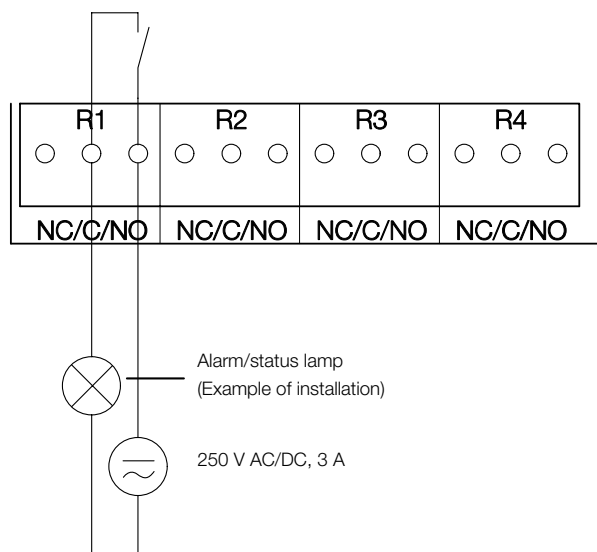 R1 R2 R3 R4
NC/C/NO NC/C/NO NC/C/NO NC/C/NO
Alarm/status lamp
(Example of installation)
250 V AC/DC, 3 A